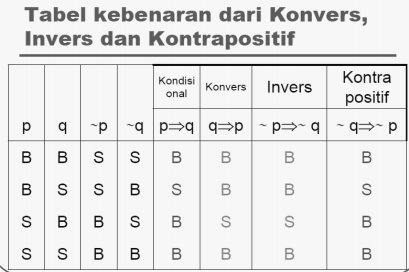 Tabel kebenaran dari Konvers,
Invers dan Kontrapositif
Kondisi
onal
Konvers
Invers
Kontra
positif
p q ~p ~q p⇒q q⇒p ~ p⇒~ q ~ q⇒~ p
B B S S B B B B
B S S B S B B S
S B B S B S S B
S S B B B B B B